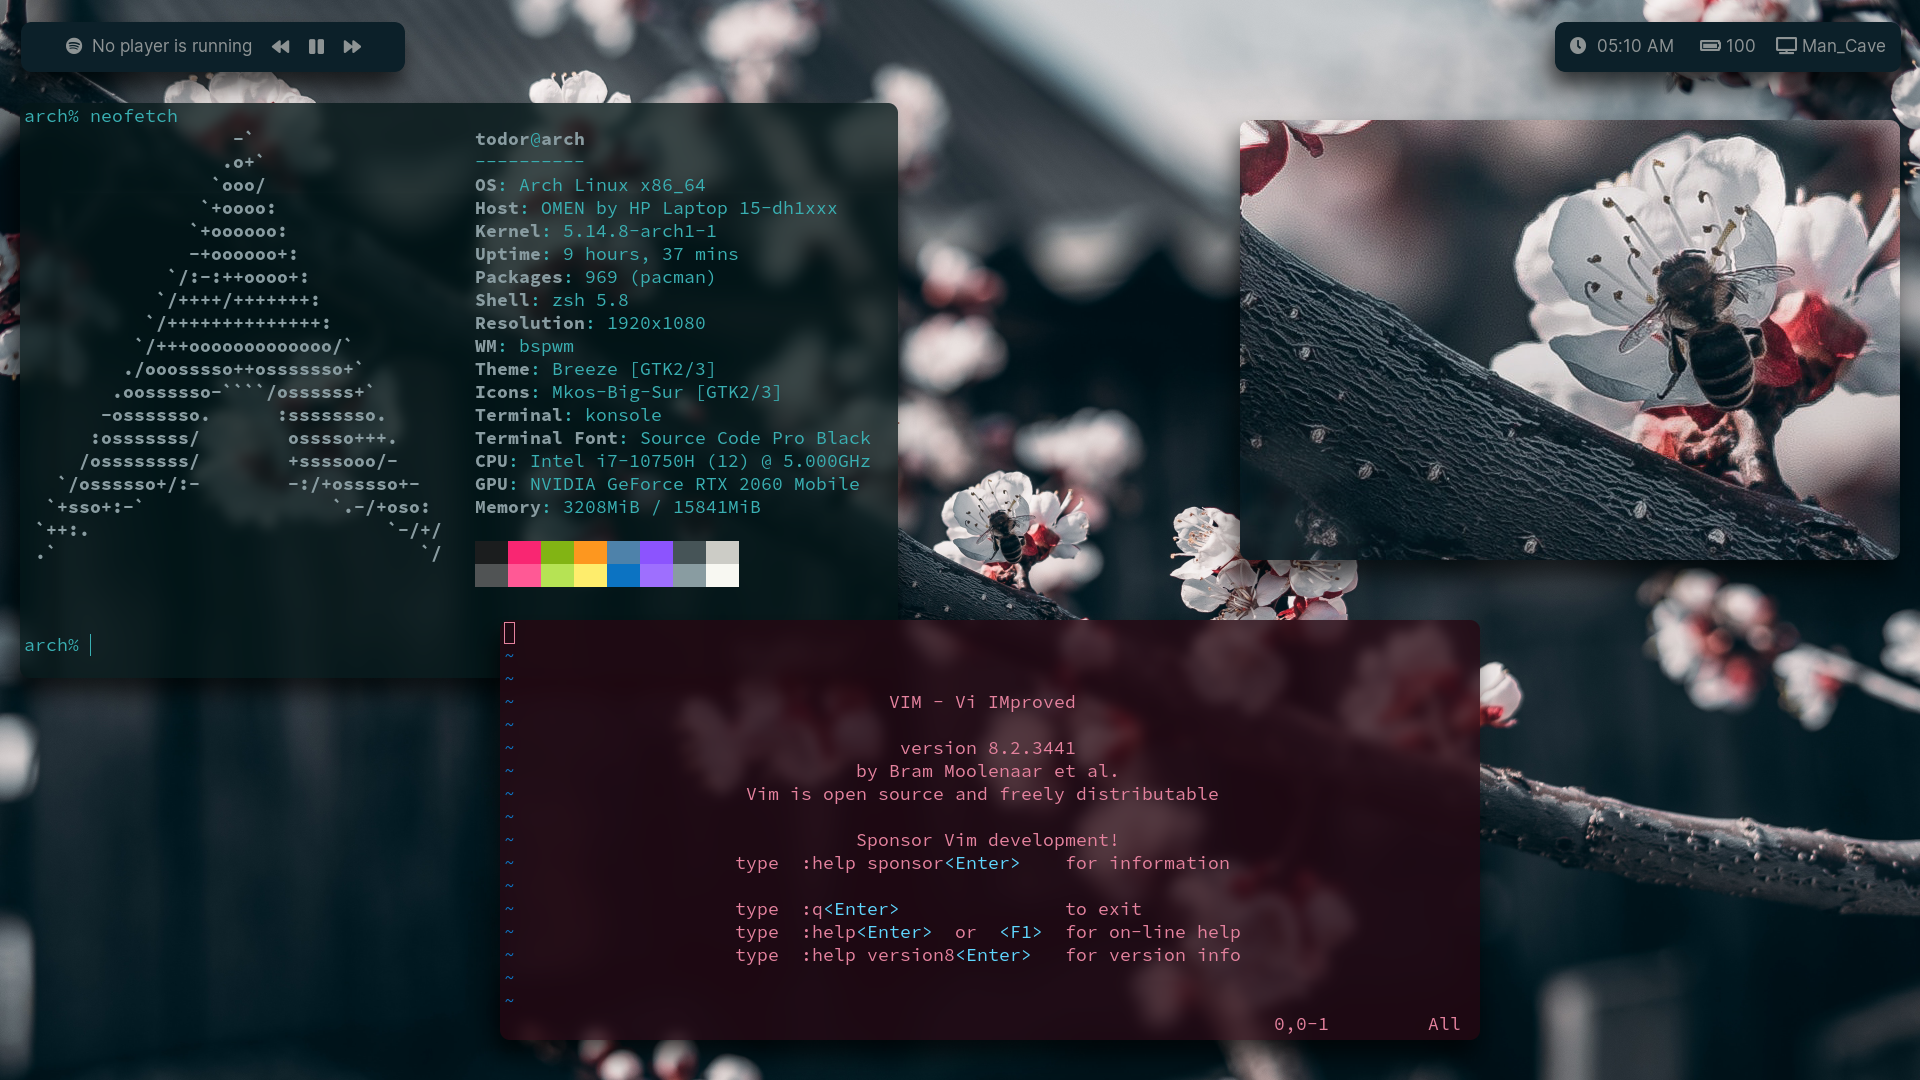 No player is running
05:10 AM 100 Man_Cave
arch% neofetch
-`
.o+`
`ooo/
`+oooo:
`+oooooo:
-+oooooo+:
`/:-:++oooo+:
`/++++/+++++++:
`/++++++++++++++:
`/+++ooooooooooooo/`
./ooosssso++osssssso+`
.oossssso-````/ossssss+`
-osssssso. :ssssssso.
:osssssss/ osssso+++.
/ossssssss/ +ssssooo/-
`/ossssso+/:- -:/+osssso+-
`+sso+:-` `.-/+oso:
`++:. `-/+/
.` `/
todor@arch
----------
OS: Arch Linux x86_64
Host: OMEN by HP Laptop 15-dh1xxx
Kernel: 5.14.8-arch1-1
Uptime: 9 hours, 37 mins
Packages: 969 (pacman)
Shell: zsh 5.8
Resolution: 1920x1080
WM: bspwm
Theme: Breeze [GTK2/3]
Icons: Mkos-Big-Sur [GTK2/3]
Terminal: konsole
Terminal Font: Source Code Pro Black
CPU: Intel i7-10750H (12) @ 5.000GHz
GPU: NVIDIA GeForce RTX 2060 Mobile
Memory: 3208MiB / 15841MiB
arch%
~
~
~ VIM - Vi IMproved
~
~ version 8.2.3441
~ by Bram Moolenaar et al.
~ Vim is open source and freely distributable
~
~ Sponsor Vim development!
~ type :help sponsor<Enter> for information
~
~ type :q<Enter> to exit
~ type :help<Enter> or <F1> for on-line help
~ type :help version8<Enter> for version info
~
~
0,0-1 All